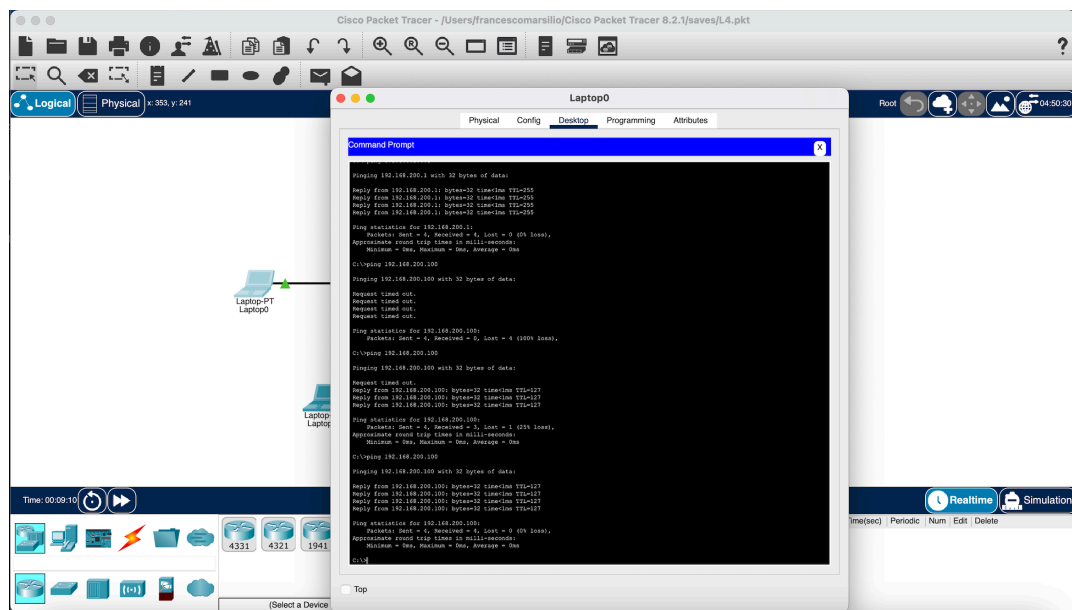 Cisco Packet Tracer - /Users/francescomarsilio/Cisco Packet Tracer 8.2.1/saves/L4.pkt
?
Logical
Physical
x: 353, y: 241
Root
04:50:30
Laptop0
Physical Config Desktop Programming Attributes
Command Prompt
X
Pinging 192.168.200.1 with 32 bytes of data:
Reply from 192.168.200.1: bytes=32 time<1ms TTL=255
Reply from 192.168.200.1: bytes=32 time<1ms TTL=255
Reply from 192.168.200.1: bytes=32 time<1ms TTL=255
Reply from 192.168.200.1: bytes=32 time<1ms TTL=255
Ping statistics for 192.168.200.1:
Packets: Sent = 4, Received = 4, Lost = 0 (0% loss),
Approximate round trip times in milli-seconds:
Minimum = 0ms, Maximum = 0ms, Average = 0ms
C:\>ping 192.168.200.100
Pinging 192.168.200.100 with 32 bytes of data:
Request timed out.
Request timed out.
Request timed out.
Request timed out.
Ping statistics for 192.168.200.100:
Packets: Sent = 4, Received = 0, Lost = 4 (100% loss),
C:\>ping 192.168.200.100
Pinging 192.168.200.100 with 32 bytes of data:
Request timed out.
Reply from 192.168.200.100: bytes=32 time<1ms TTL=127
Reply from 192.168.200.100: bytes=32 time<1ms TTL=127
Reply from 192.168.200.100: bytes=32 time<1ms TTL=127
Ping statistics for 192.168.200.100:
Packets: Sent = 4, Received = 3, Lost = 1 (25% loss),
Approximate round trip times in milli-seconds:
Minimum = 0ms, Maximum = 0ms, Average = 0ms
C:\>ping 192.168.200.100
Pinging 192.168.200.100 with 32 bytes of data:
Reply from 192.168.200.100: bytes=32 time<1ms TTL=127
Reply from 192.168.200.100: bytes=32 time<1ms TTL=127
Reply from 192.168.200.100: bytes=32 time<1ms TTL=127
Reply from 192.168.200.100: bytes=32 time<1ms TTL=127
Ping statistics for 192.168.200.100:
Packets: Sent = 4, Received = 4, Lost = 0 (0% loss),
Approximate round trip times in milli-seconds:
Minimum = 0ms, Maximum = 0ms, Average = 0ms
C:\>
Top
Laptop-PT
Laptop0
Laptop-
Laptop
Time: 00:09:10
Realtime
Simulation
4331
4321
1941
Time(sec) Periodic Num Edit Delete
(Select a Device